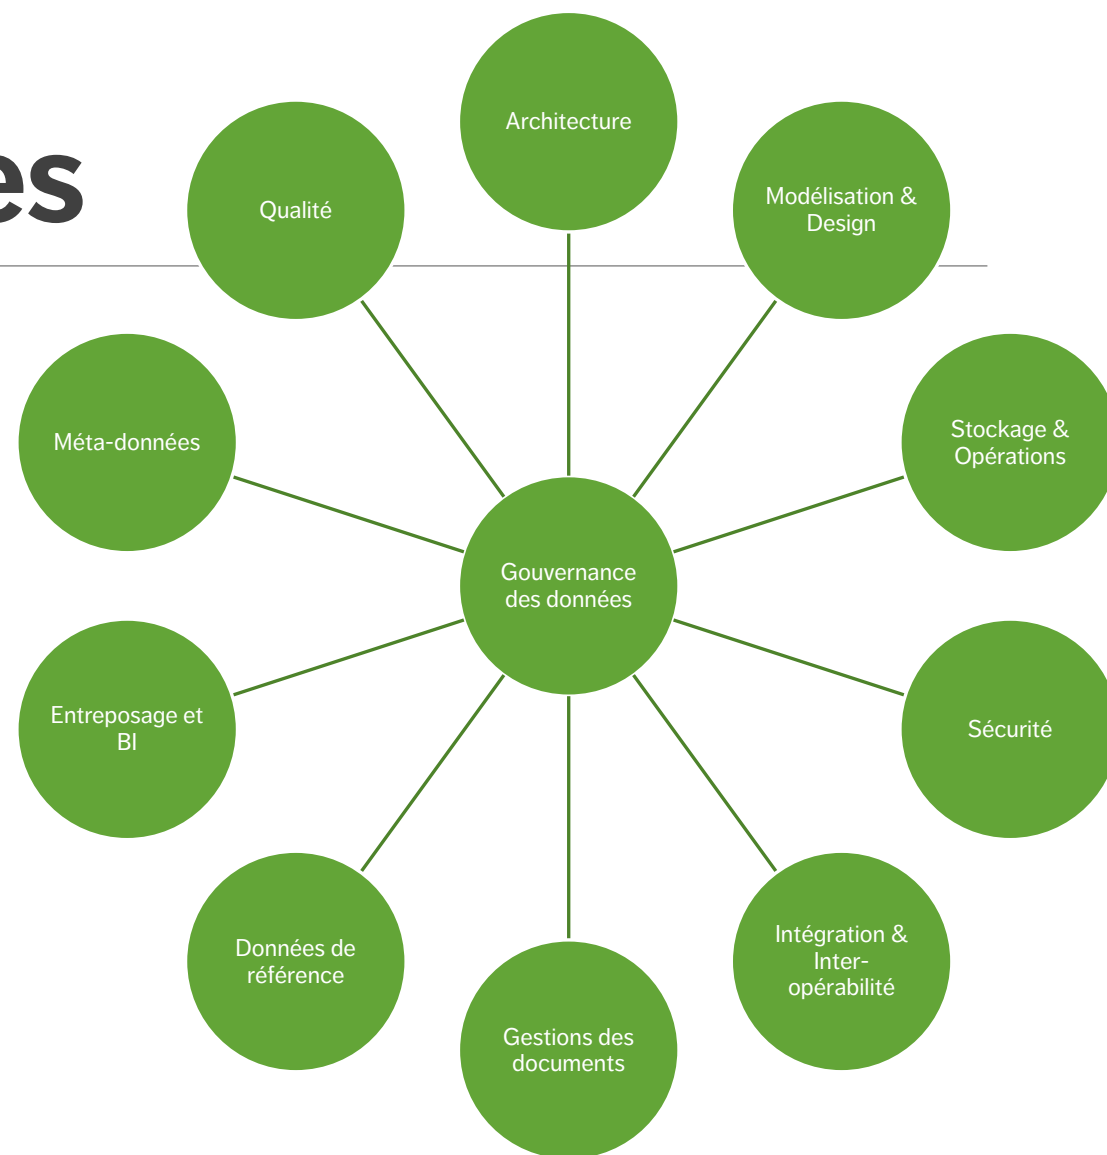 es
Architecture
Modélisation &
Design
Stockage &
Opérations
Sécurité
Intégration &
Inter-
opérabilité
Gestions des
documents
Données de
référence
Entreposage et
BI
Méta-données
Qualité
Gouvernance
des données